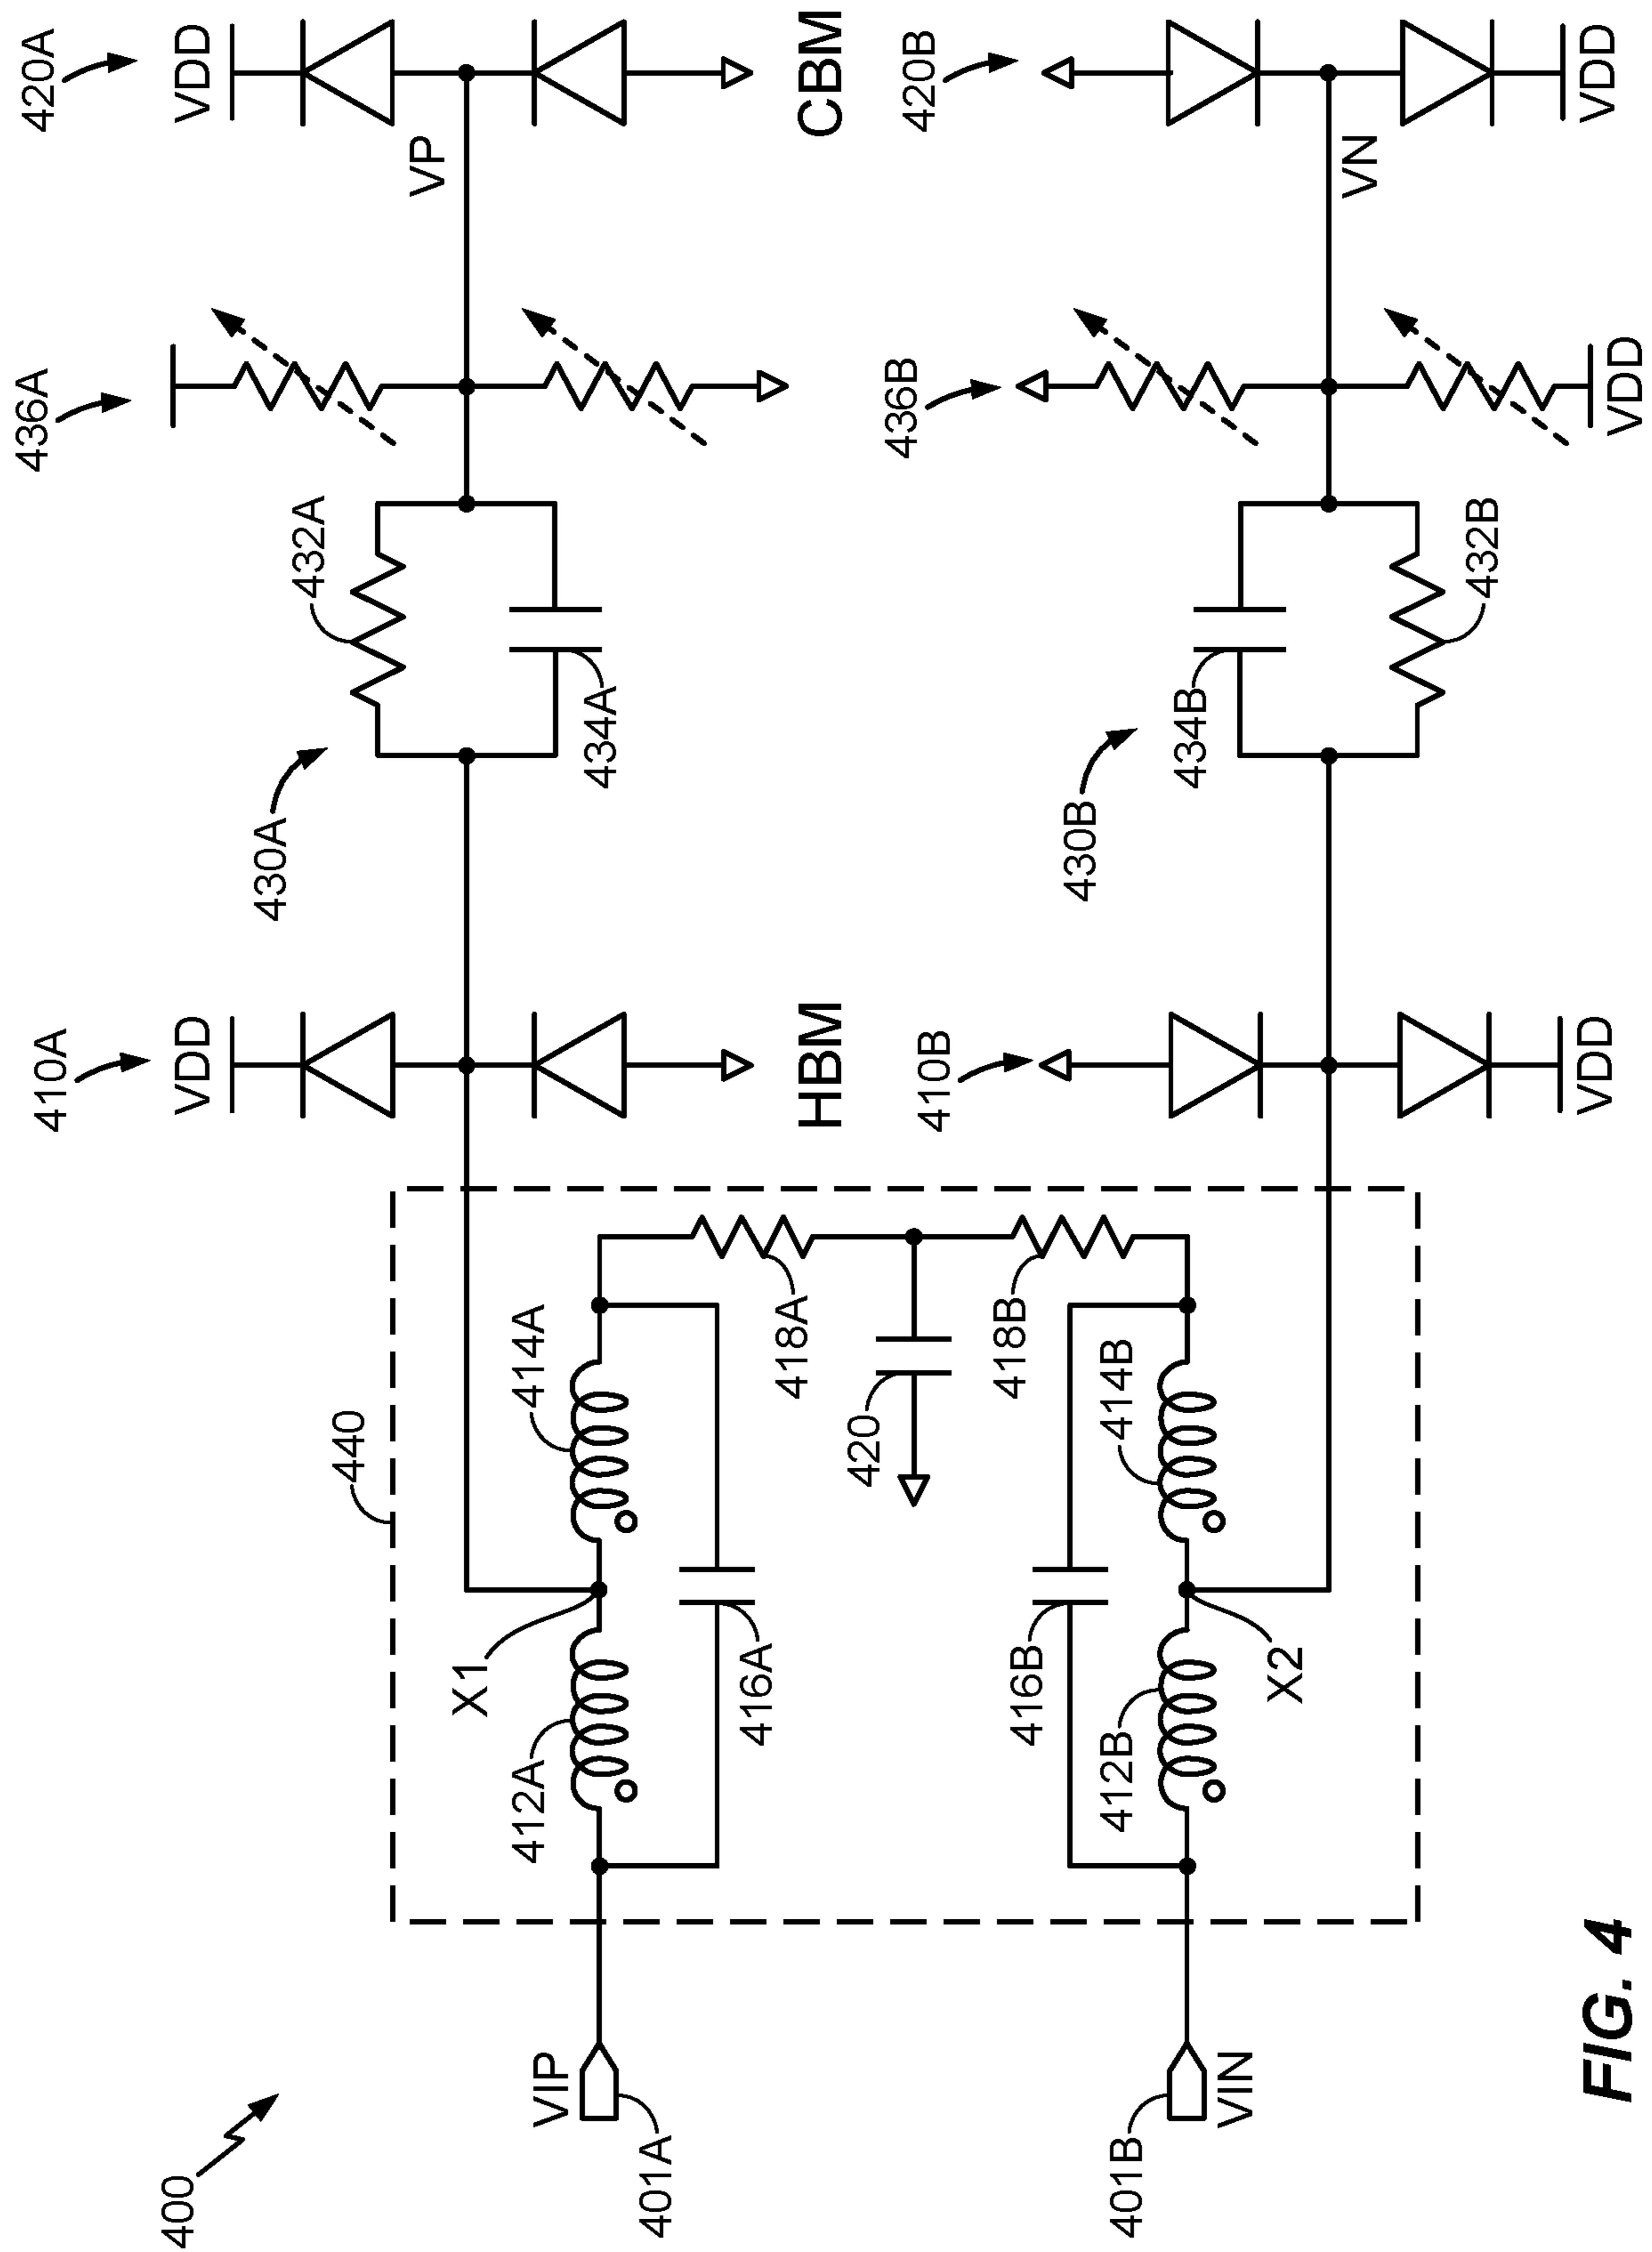 400
VIP
401A
401B
VIN
440
412A
X1
414A
416A
418A
420
418B
416B
412B
X2
414B
410A
VDD
HBM
410B
VDD
430A
432A
434A
430B
434B
432B
436A
436B
VDD
420A
VDD
VP
CBM
420B
VN
VDD
FIG. 4